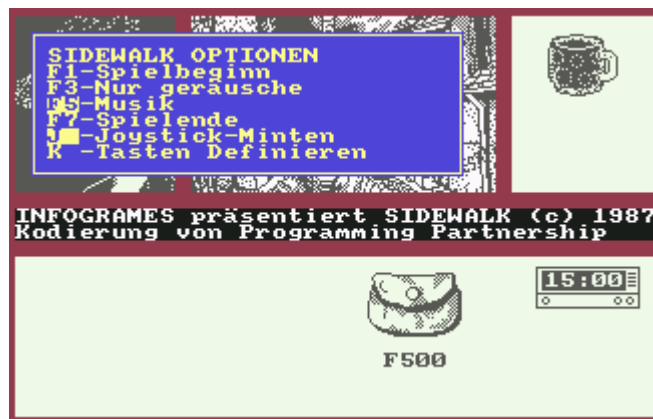 SIDEWALK OPTIONEN
F1-Spielbeginn
F3-Nur geräusche
F5-Musik
F7-Spielende
J -Joystick-Minten
K -Tasten Definieren
INFOGRAMES präsentiert SIDEWALK (c) 1987
Kodierung von Programming Partnership
15:00
F500